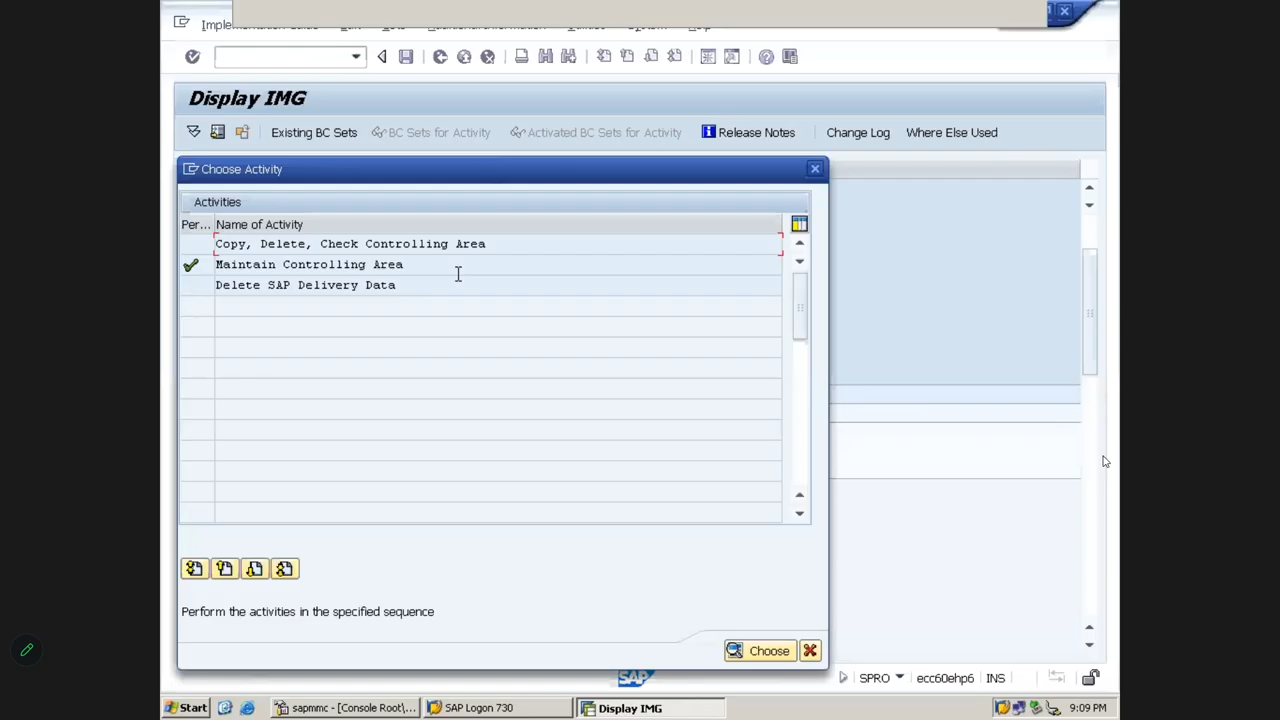 Display IMG
Existing BC Sets
BC Sets for Activity
Activated BC Sets for Activity
Release Notes
Change Log
Where Else Used
Choose Activity
Activities
Per... Name of Activity
Copy, Delete, Check Controlling Area
Maintain Controlling Area
Delete SAP Delivery Data
Perform the activities in the specified sequence
Choose
SAP
SPRO
ecc60ehp6
INS
Start
sapmmc - [Console Root\...
SAP Logon 730
Display IMG
9:09 PM